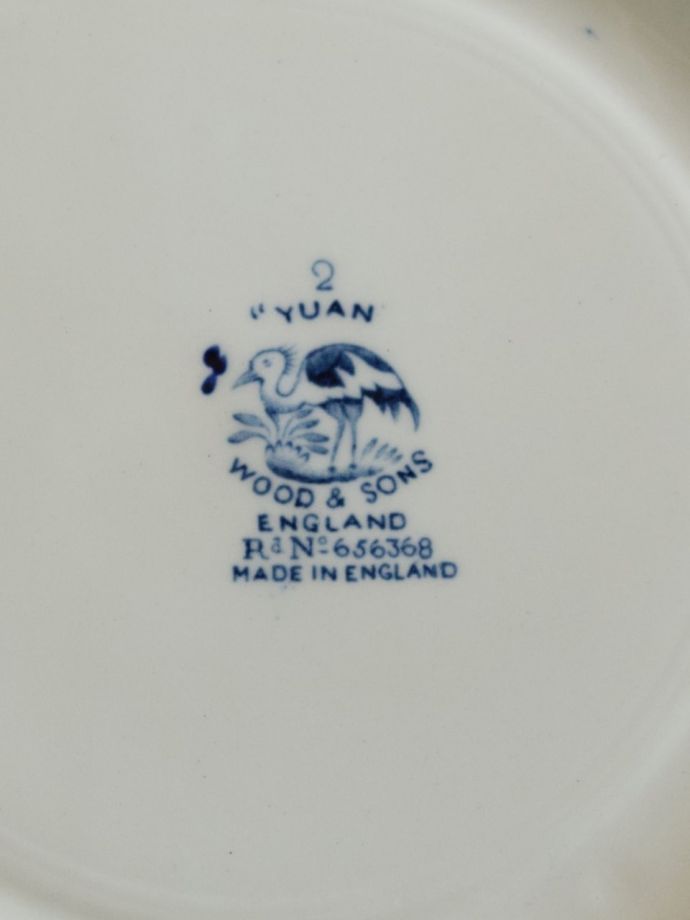 2
"YUAN
WOOD & SONS
ENGLAND
Rd No 656368
MADE IN ENGLAND